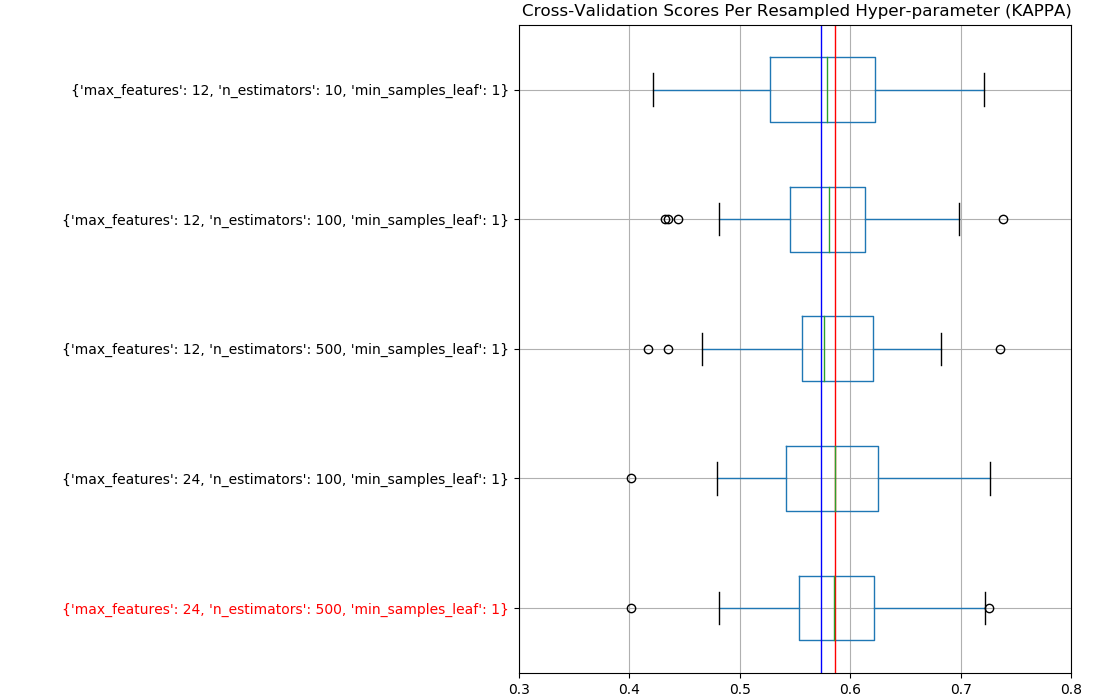 Cross-Validation Scores Per Resampled Hyper-parameter (KAPPA)
{'max_features': 12, 'n_estimators': 10, 'min_samples_leaf': 1}
{'max_features': 12, 'n_estimators': 100, 'min_samples_leaf': 1}
{'max_features': 12, 'n_estimators': 500, 'min_samples_leaf': 1}
{'max_features': 24, 'n_estimators': 100, 'min_samples_leaf': 1}
{'max_features': 24, 'n_estimators': 500, 'min_samples_leaf': 1}
0.3 0.4 0.5 0.6 0.7 0.8